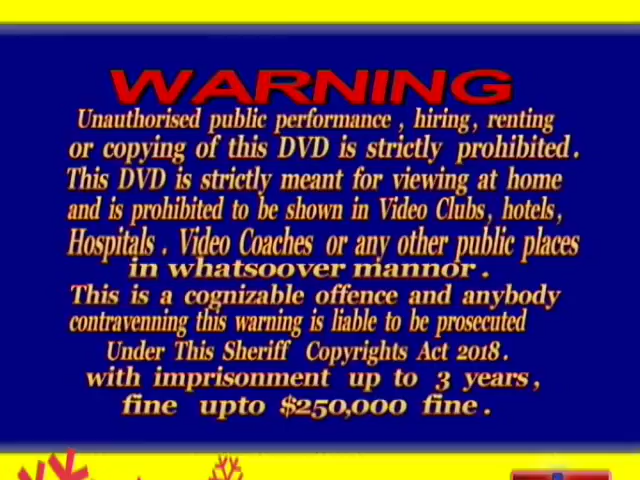 WARNING
Unauthorised public performance , hiring, renting
or copying of this DVD is strictly prohibited.
This DVD is strictly meant for viewing at home
and is prohibited to be shown in Video Clubs, hotels,
Hospitals . Video Coaches or any other public places
in whatsoover mannor .
This is a cognizable offence and anybody
contravenning this warning is liable to be prosecuted
Under This Sheriff Copyrights Act 2018.
with imprisonment up to 3 years,
fine upto $250,000 fine .